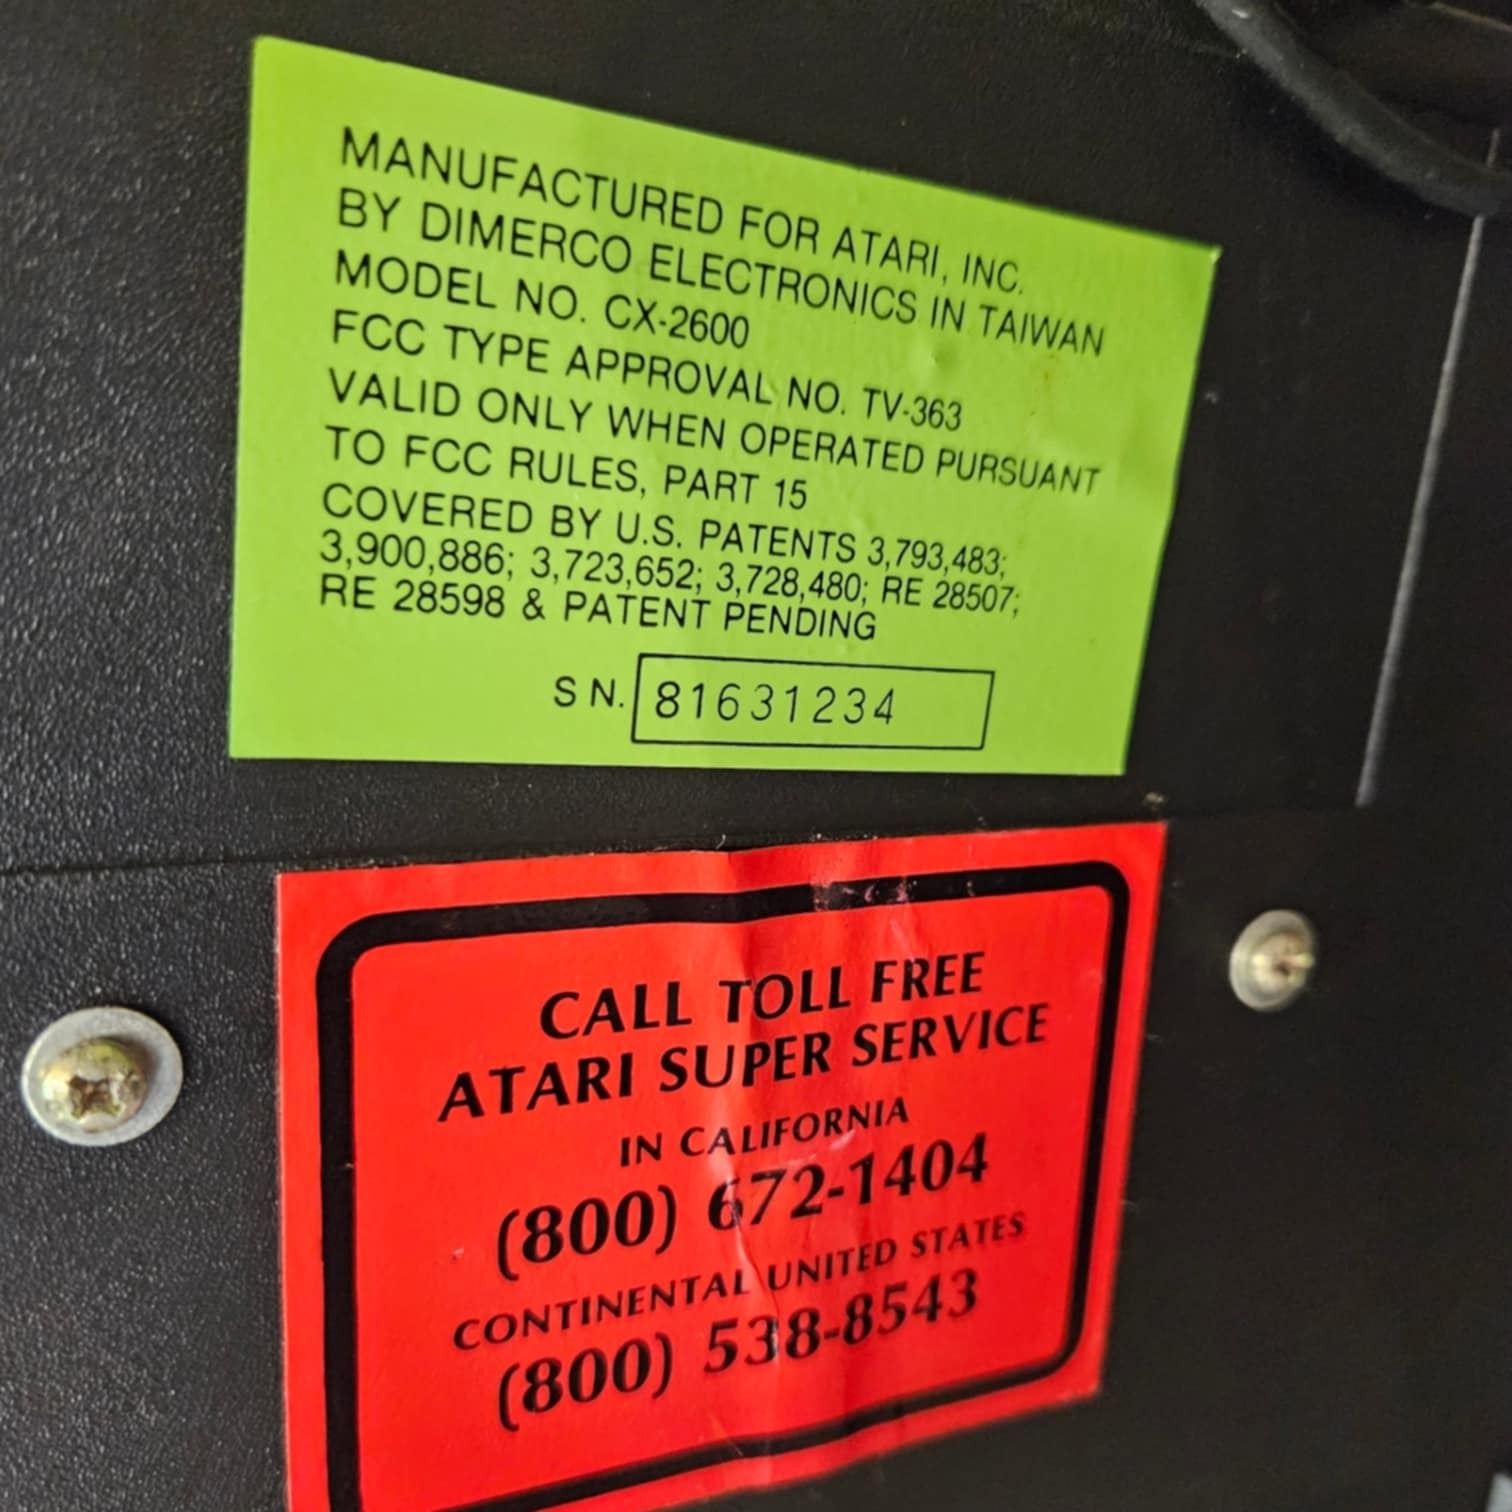 MANUFACTURED FOR ATARI, INC.
BY DIMERCO ELECTRONICS IN TAIWAN
MODEL NO. CX-2600
FCC TYPE APPROVAL NO. TV-363
VALID ONLY WHEN OPERATED PURSUANT
TO FCC RULES, PART 15
COVERED BY U.S. PATENTS 3,793,483;
3,900,886; 3,723,652; 3,728,480; RE 28507;
RE 28598 & PATENT PENDING
S N. 81631234
CALL TOLL FREE
ATARI SUPER SERVICE
IN CALIFORNIA
(800) 672-1404
CONTINENTAL UNITED STATES
(800) 538-8543